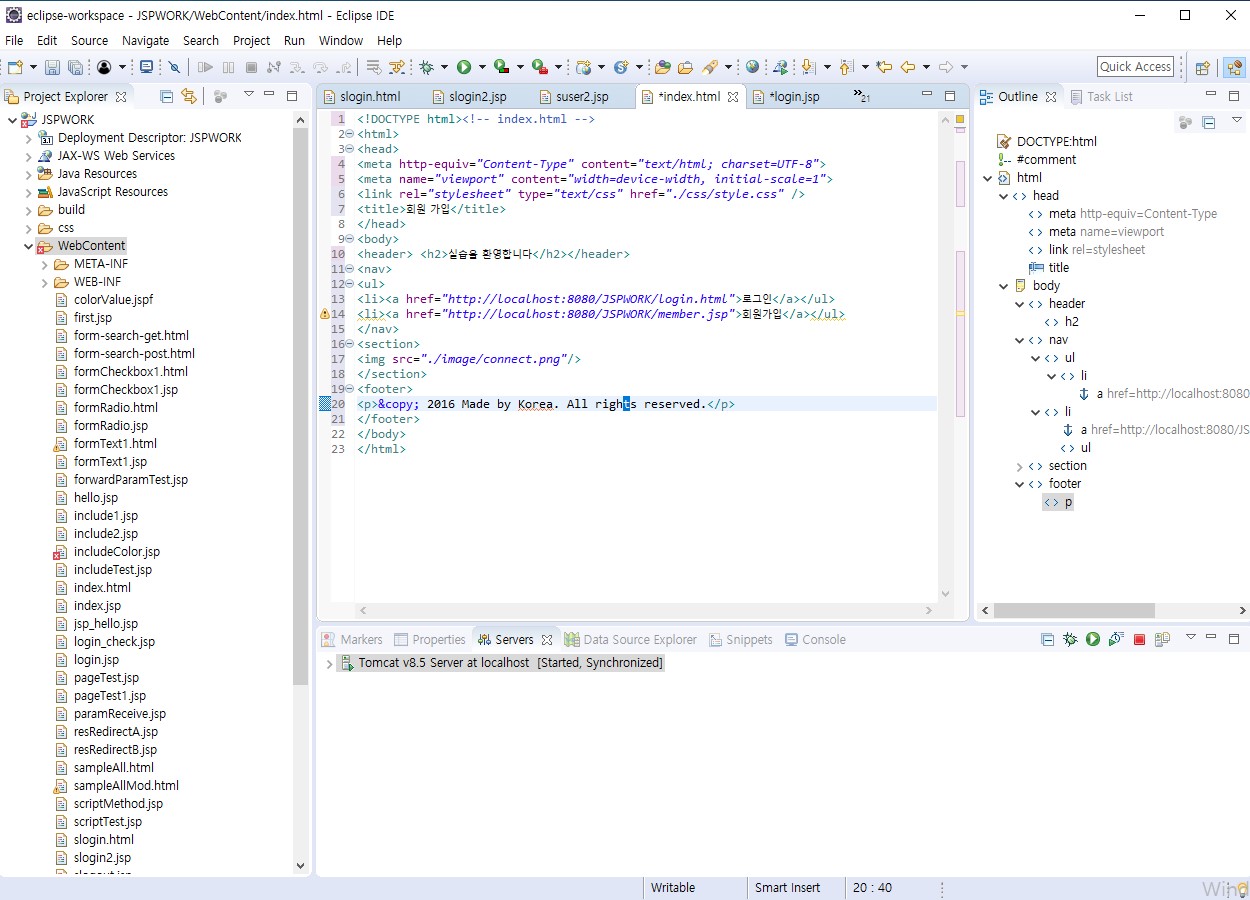 eclipse-workspace - JSPWORK/WebContent/index.html - Eclipse IDE
File Edit Source Navigate Search Project Run Window Help
Quick Access
Project Explorer
JSPWORK
Deployment Descriptor: JSPWORK
JAX-WS Web Services
Java Resources
JavaScript Resources
build
css
WebContent
META-INF
WEB-INF
colorValue.jspf
first.jsp
form-search-get.html
form-search-post.html
formCheckbox1.html
formCheckbox1.jsp
formRadio.html
formRadio.jsp
formText1.html
formText1.jsp
forwardParamTest.jsp
hello.jsp
include1.jsp
include2.jsp
includeColor.jsp
includeTest.jsp
index.html
index.jsp
jsp_hello.jsp
login_check.jsp
login.jsp
pageTest.jsp
pageTest1.jsp
paramReceive.jsp
resRedirectA.jsp
resRedirectB.jsp
sampleAll.html
sampleAllMod.html
scriptMethod.jsp
scriptTest.jsp
slogin.html
slogin2.jsp
slogin.html slogin2.jsp suser2.jsp *index.html *login.jsp »21
1 <!DOCTYPE html><!-- index.html -->
2 <html>
3 <head>
4 <meta http-equiv="Content-Type" content="text/html; charset=UTF-8">
5 <meta name="viewport" content="width=device-width, initial-scale=1">
6 <link rel="stylesheet" type="text/css" href="./css/style.css" />
7 <title>회원 가입</title>
8 </head>
9 <body>
10 <header> <h2>실습을 환영합니다</h2></header>
11 <nav>
12 <ul>
13 <li><a href="http://localhost:8080/JSPWORK/login.html">로그인</a></ul>
14 <li><a href="http://localhost:8080/JSPWORK/member.jsp">회원가입</a></ul>
15 </nav>
16 <section>
17 <img src="./image/connect.png"/>
18 </section>
19 <footer>
20 <p>&copy; 2016 Made by Korea. All rights reserved.</p>
21 </footer>
22 </body>
23 </html>
Outline Task List
DOCTYPE:html
#comment
html
head
meta http-equiv=Content-Type
meta name=viewport
link rel=stylesheet
title
body
header
h2
nav
ul
li
a href=http://localhost:8080
li
a href=http://localhost:8080/JS
ul
section
footer
p
Markers Properties Servers Data Source Explorer Snippets Console
Tomcat v8.5 Server at localhost [Started, Synchronized]
Writable Smart Insert 20 : 40
Wind